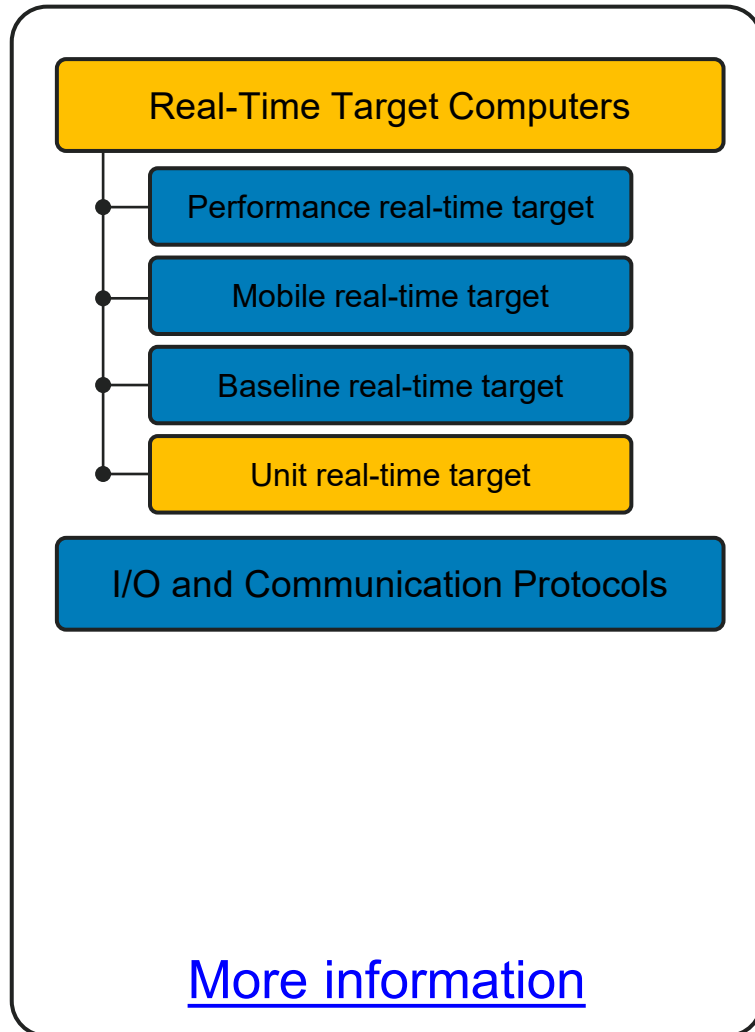 Real-Time Target Computers
Performance real-time target
Mobile real-time target
Baseline real-time target
Unit real-time target
I/O and Communication Protocols
More information